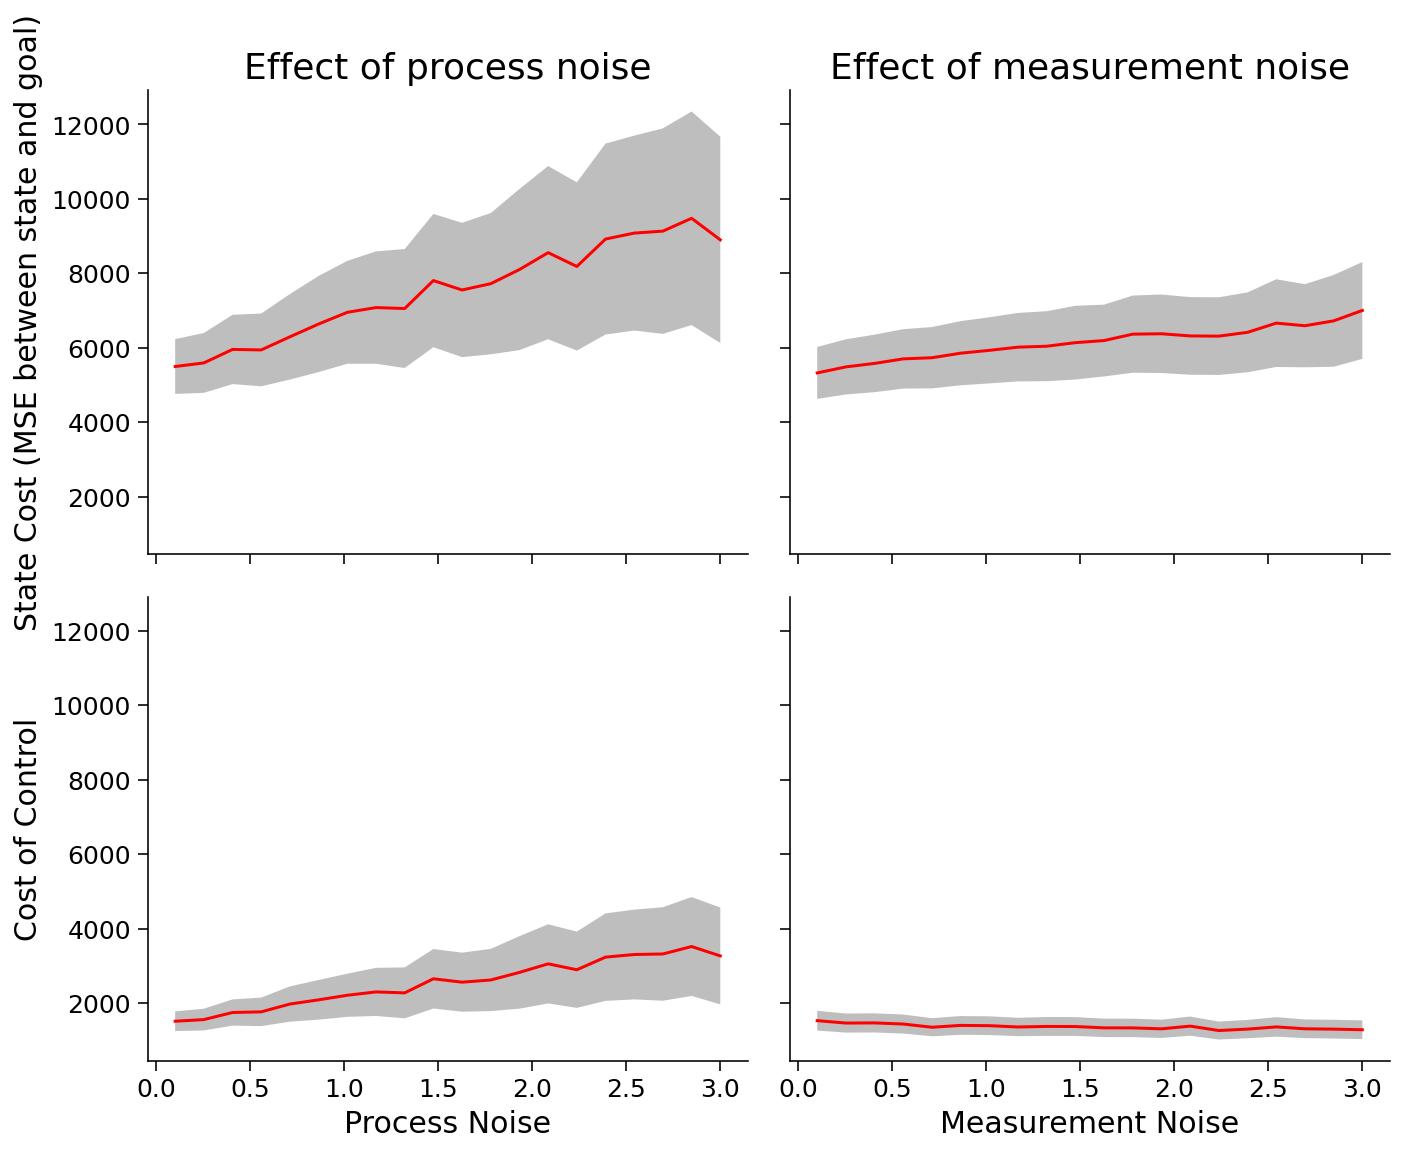 Effect of process noise
Effect of measurement noise
State Cost (MSE between state and goal)
12000
10000
8000
6000
4000
2000
Cost of Control
12000
10000
8000
6000
4000
2000
0.0 0.5 1.0 1.5 2.0 2.5 3.0
Process Noise
0.0 0.5 1.0 1.5 2.0 2.5 3.0
Measurement Noise